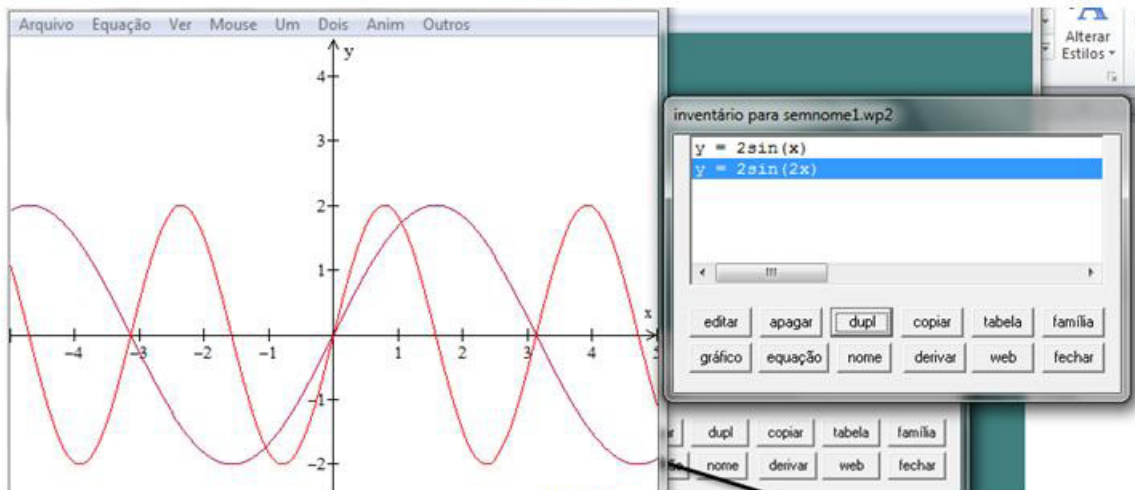 Arquivo Equação Ver Mouse Um Dois Anim Outros
Alterar
Estilos
y
4
3
2
1
x
-4 -3 -2 -1 1 2 3 4 5
-1
-2
inventário para semnome1.wp2
y = 2sin(x)
y = 2sin(2x)
editar apagar dupl copiar tabela família
gráfico equação nome derivar web fechar
dupl copiar tabela família
nome derivar web fechar